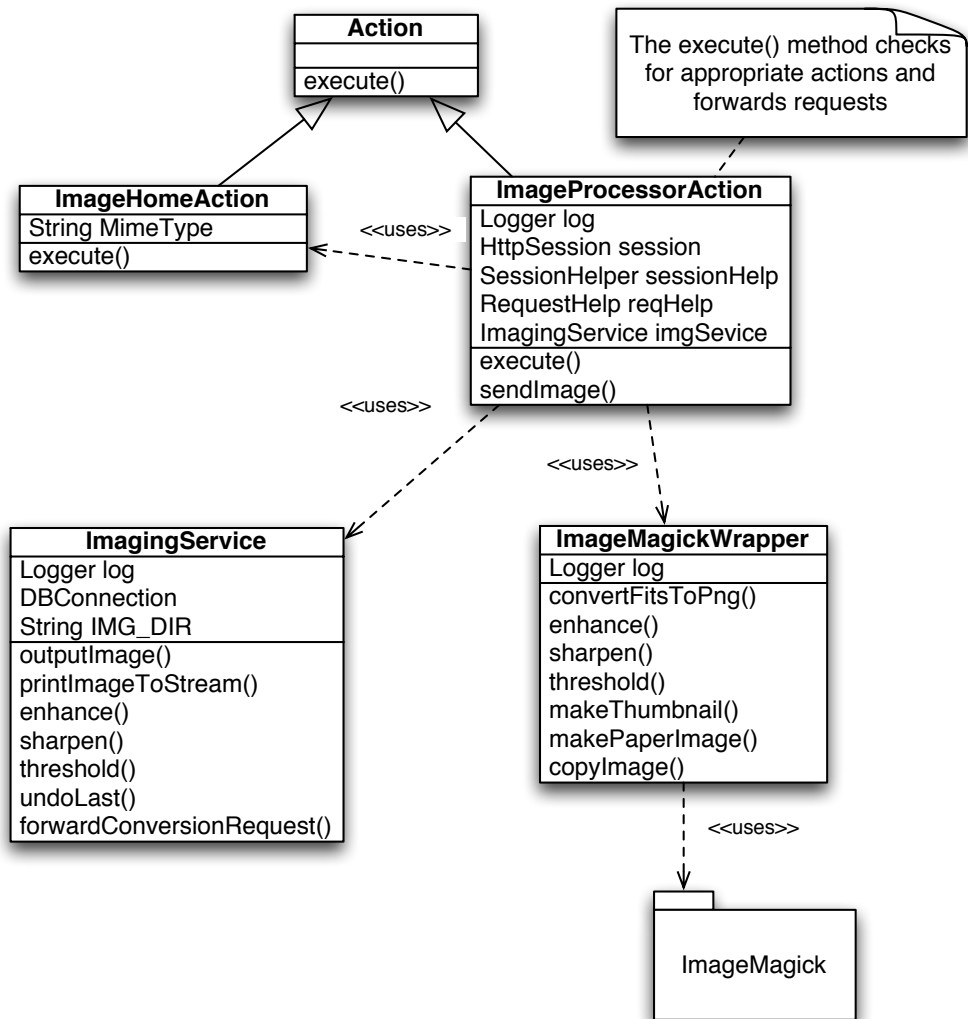 Action
execute()
The execute() method checks
for appropriate actions and
forwards requests
ImageHomeAction
String MimeType
execute()
<<uses>>
ImageProcessorAction
Logger log
HttpSession session
SessionHelper sessionHelp
RequestHelp reqHelp
ImagingService imgSevice
execute()
sendImage()
<<uses>>
<<uses>>
ImagingService
Logger log
DBConnection
String IMG_DIR
outputImage()
printImageToStream()
enhance()
sharpen()
threshold()
undoLast()
forwardConversionRequest()
ImageMagickWrapper
Logger log
convertFitsToPng()
enhance()
sharpen()
threshold()
makeThumbnail()
makePaperImage()
copyImage()
<<uses>>
ImageMagick